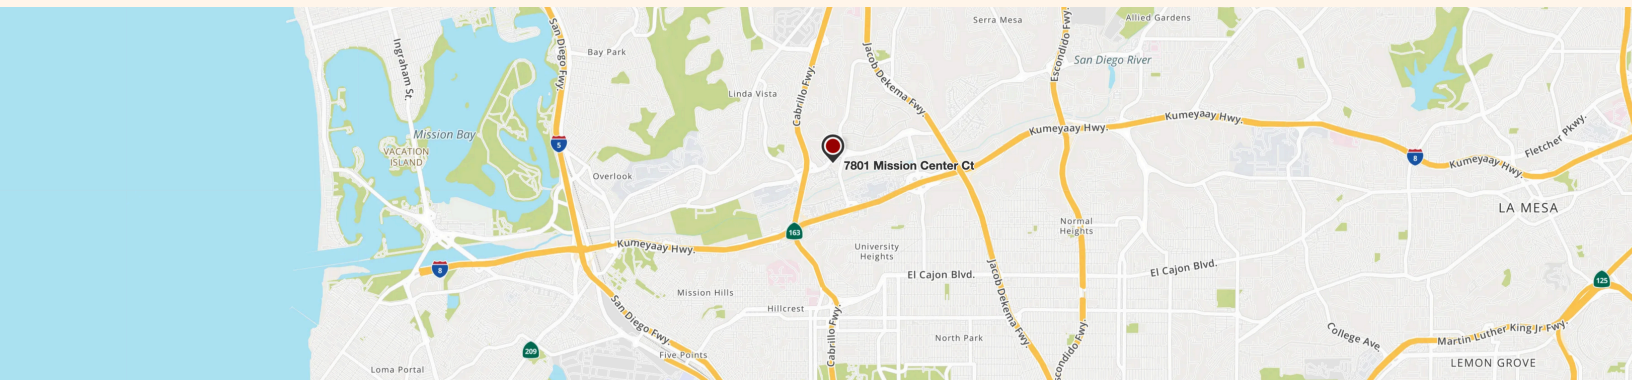 Ingraham St.
San Diego Fwy.
Bay Park
Linda Vista
Cabrillo Fwy.
Jacob Dekema Fwy.
Serra Mesa
Escondido Fwy.
Allied Gardens
San Diego River
Mission Bay
VACATION
ISLAND
5
Overlook
7801 Mission Center Ct
Kumeyaay Hwy.
Kumeyaay Hwy.
8
Kumeyaay Hwy.
Fletcher Pkwy.
LA MESA
163
Kumeyaay Hwy.
8
University
Heights
Normal
Heights
El Cajon Blvd.
El Cajon Blvd.
Jacob Dekema Fwy.
125
Mission Hills
Hillcrest
San Diego Fwy.
Cabrillo Fwy.
North Park
Escondido Fwy.
College Ave.
Martin Luther King Jr Fwy.
LEMON GROVE
209
Five Points
Loma Portal